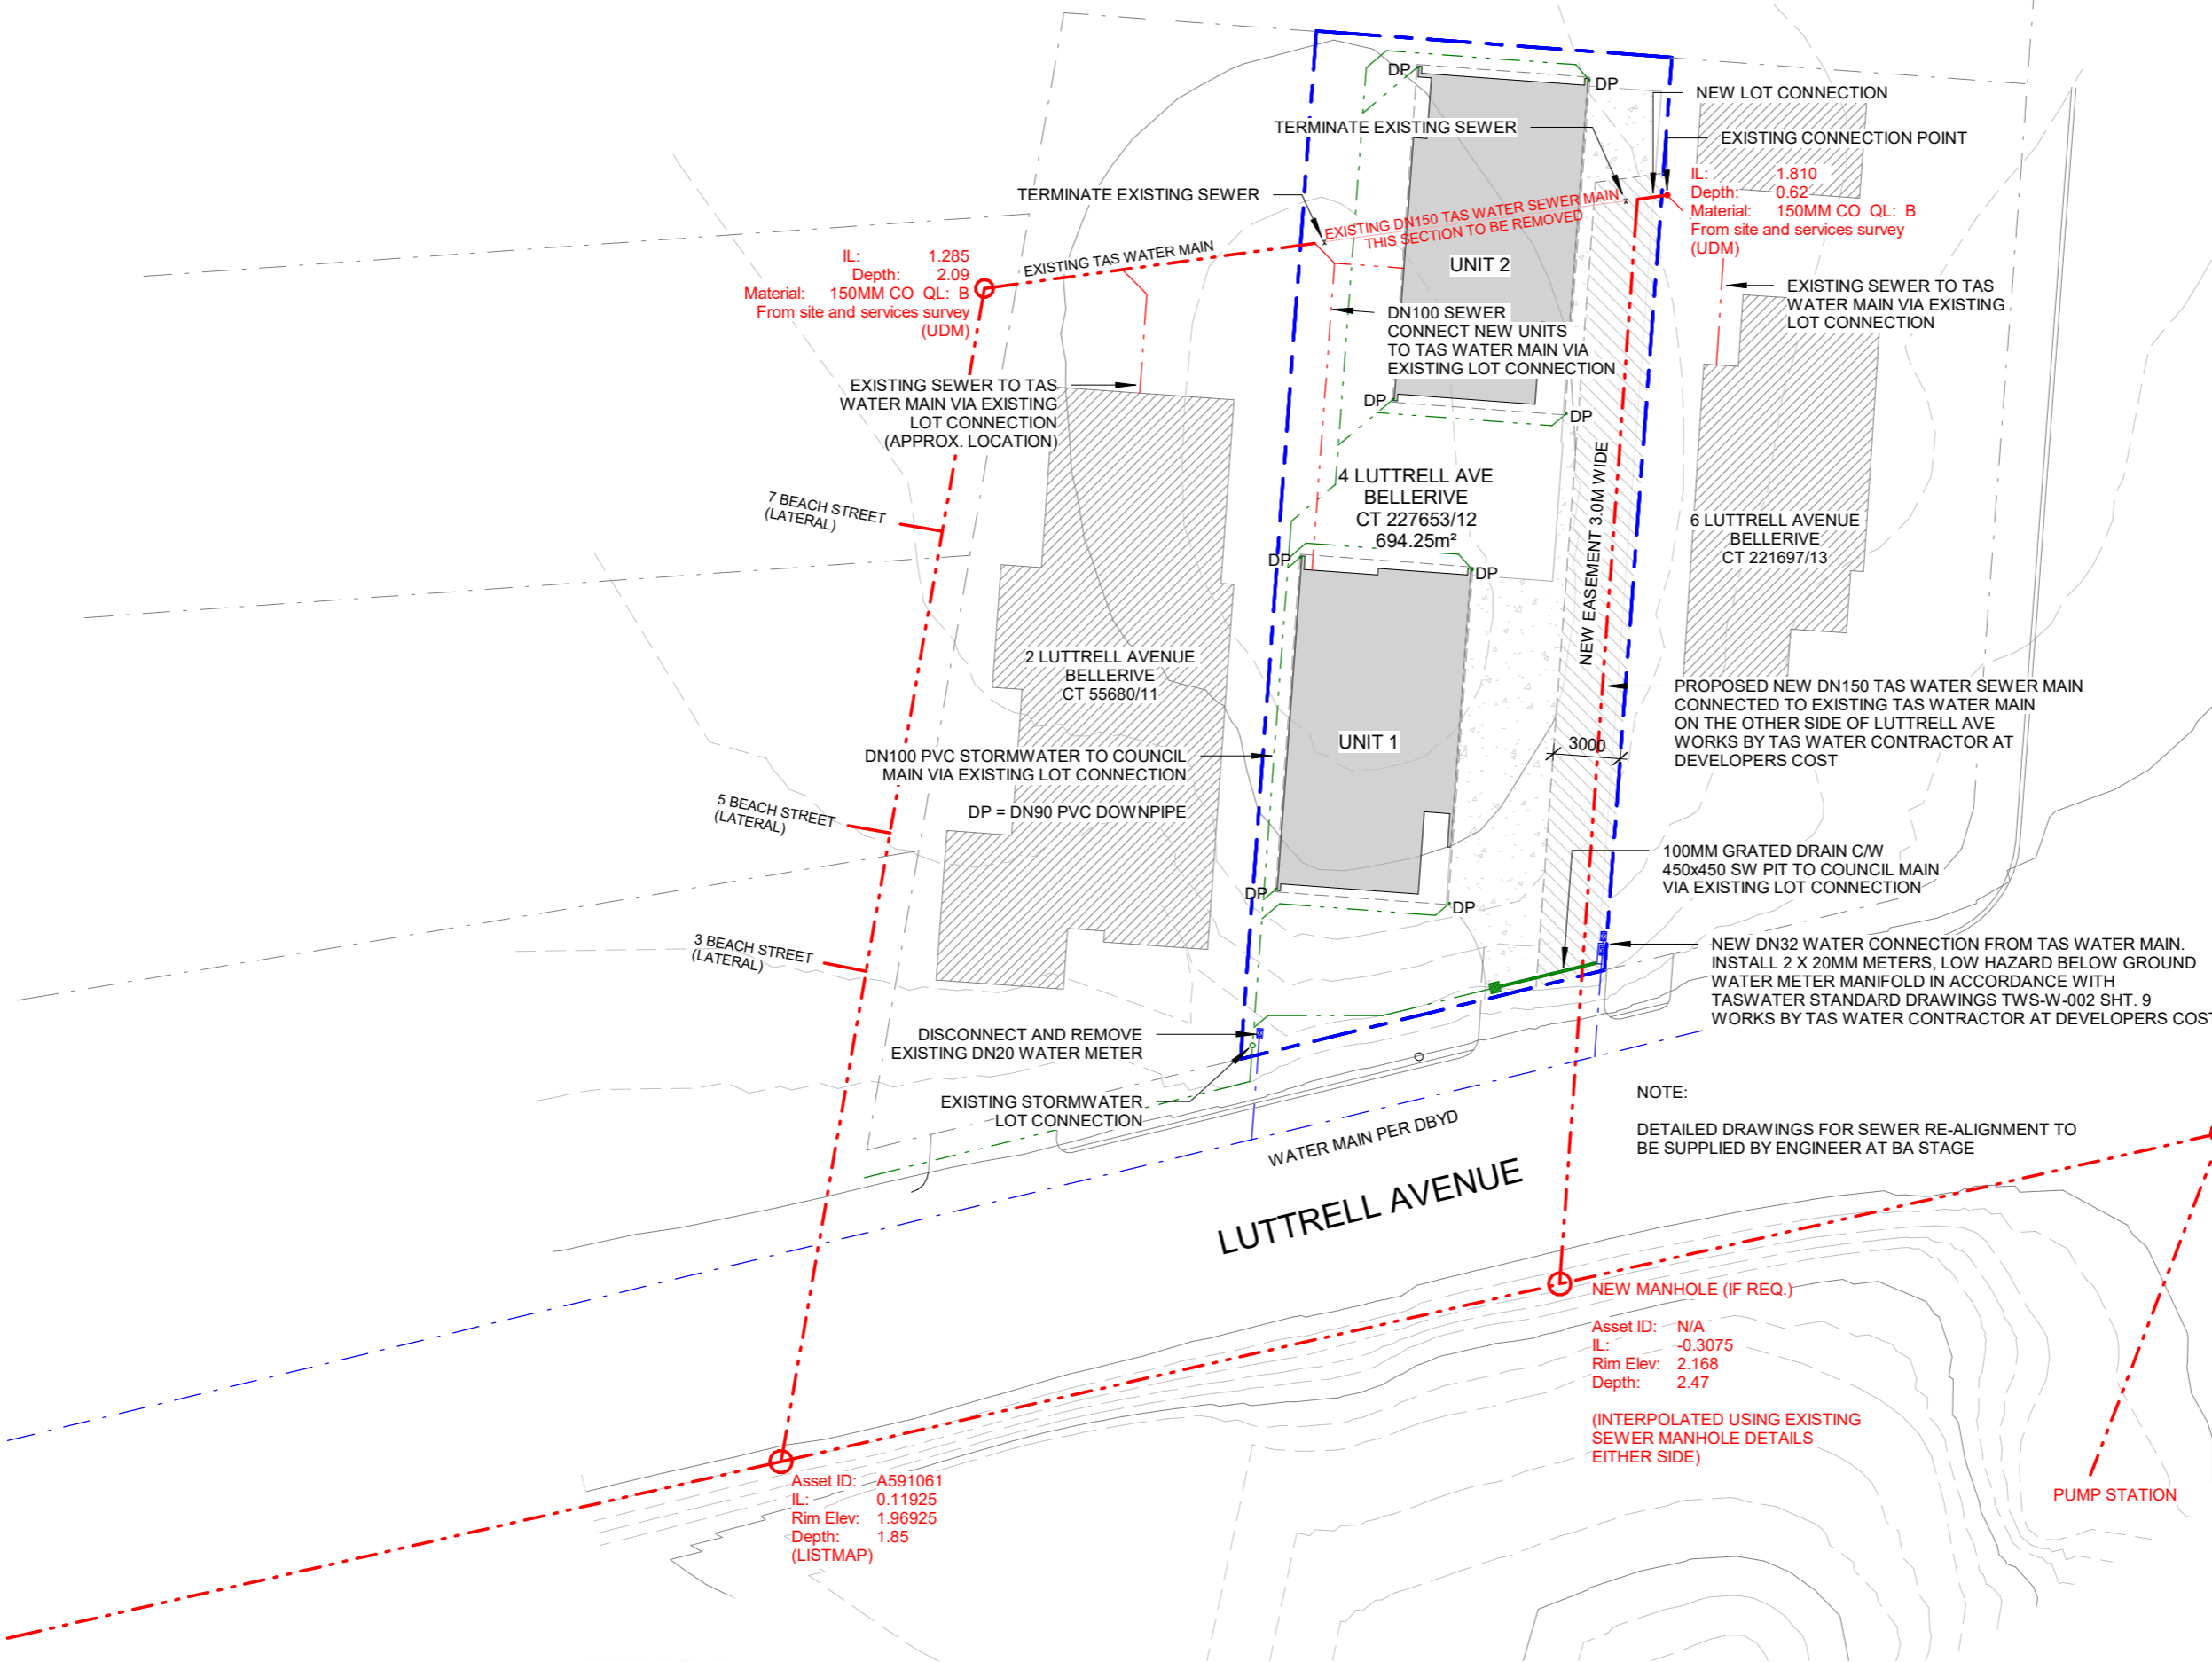 DP
DP
NEW LOT CONNECTION
TERMINATE EXISTING SEWER
EXISTING CONNECTION POINT
IL: 1.810
Depth: 0.62
Material: 150MM CO QL: B
From site and services survey
(UDM)
TERMINATE EXISTING SEWER
EXISTING DN150 TAS WATER SEWER MAIN
THIS SECTION TO BE REMOVED
EXISTING TAS WATER MAIN
UNIT 2
IL: 1.285
Depth: 2.09
Material: 150MM CO QL: B
From site and services survey
(UDM)
EXISTING SEWER TO TAS
WATER MAIN VIA EXISTING
LOT CONNECTION
DN100 SEWER
CONNECT NEW UNITS
TO TAS WATER MAIN VIA
EXISTING LOT CONNECTION
EXISTING SEWER TO TAS
WATER MAIN VIA EXISTING
LOT CONNECTION
(APPROX. LOCATION)
DP
DP
NEW EASEMENT 3.0M WIDE
4 LUTTRELL AVE
BELLERIVE
CT 227653/12
694.25m²
7 BEACH STREET
(LATERAL)
6 LUTTRELL AVENUE
BELLERIVE
CT 221697/13
DP
DP
2 LUTTRELL AVENUE
BELLERIVE
CT 55680/11
PROPOSED NEW DN150 TAS WATER SEWER MAIN
CONNECTED TO EXISTING TAS WATER MAIN
ON THE OTHER SIDE OF LUTTRELL AVE
WORKS BY TAS WATER CONTRACTOR AT
DEVELOPERS COST
UNIT 1
3000
DN100 PVC STORMWATER TO COUNCIL
MAIN VIA EXISTING LOT CONNECTION
DP = DN90 PVC DOWNPIPE
5 BEACH STREET
(LATERAL)
100MM GRATED DRAIN C/W
450x450 SW PIT TO COUNCIL MAIN
VIA EXISTING LOT CONNECTION
DP
DP
3 BEACH STREET
(LATERAL)
NEW DN32 WATER CONNECTION FROM TAS WATER MAIN.
INSTALL 2 X 20MM METERS, LOW HAZARD BELOW GROUND
WATER METER MANIFOLD IN ACCORDANCE WITH
TASWATER STANDARD DRAWINGS TWS-W-002 SHT. 9
WORKS BY TAS WATER CONTRACTOR AT DEVELOPERS COST
DISCONNECT AND REMOVE
EXISTING DN20 WATER METER
EXISTING STORMWATER
LOT CONNECTION
NOTE:
DETAILED DRAWINGS FOR SEWER RE-ALIGNMENT TO
BE SUPPLIED BY ENGINEER AT BA STAGE
WATER MAIN PER DBYD
LUTTRELL AVENUE
NEW MANHOLE (IF REQ.)
Asset ID: N/A
IL: -0.3075
Rim Elev: 2.168
Depth: 2.47
(INTERPOLATED USING EXISTING
SEWER MANHOLE DETAILS
EITHER SIDE)
Asset ID: A591061
IL: 0.11925
Rim Elev: 1.96925
Depth: 1.85
(LISTMAP)
PUMP STATION